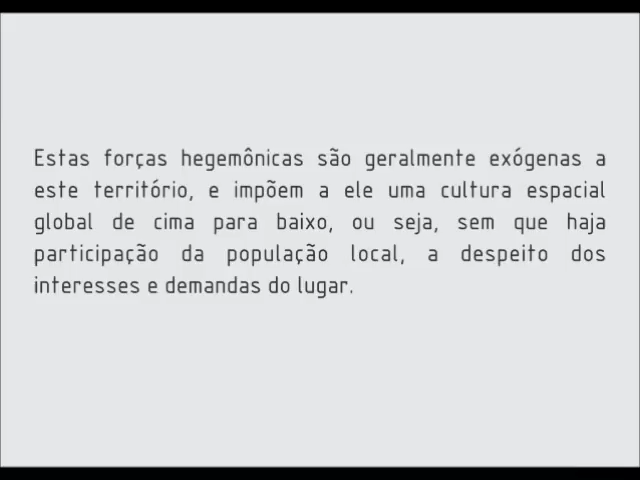 Estas forças hegemônicas são geralmente exógenas a
este território, e impõem a ele uma cultura espacial
global de cima para baixo, ou seja, sem que haja
participação da população local, a despeito dos
interesses e demandas do lugar.